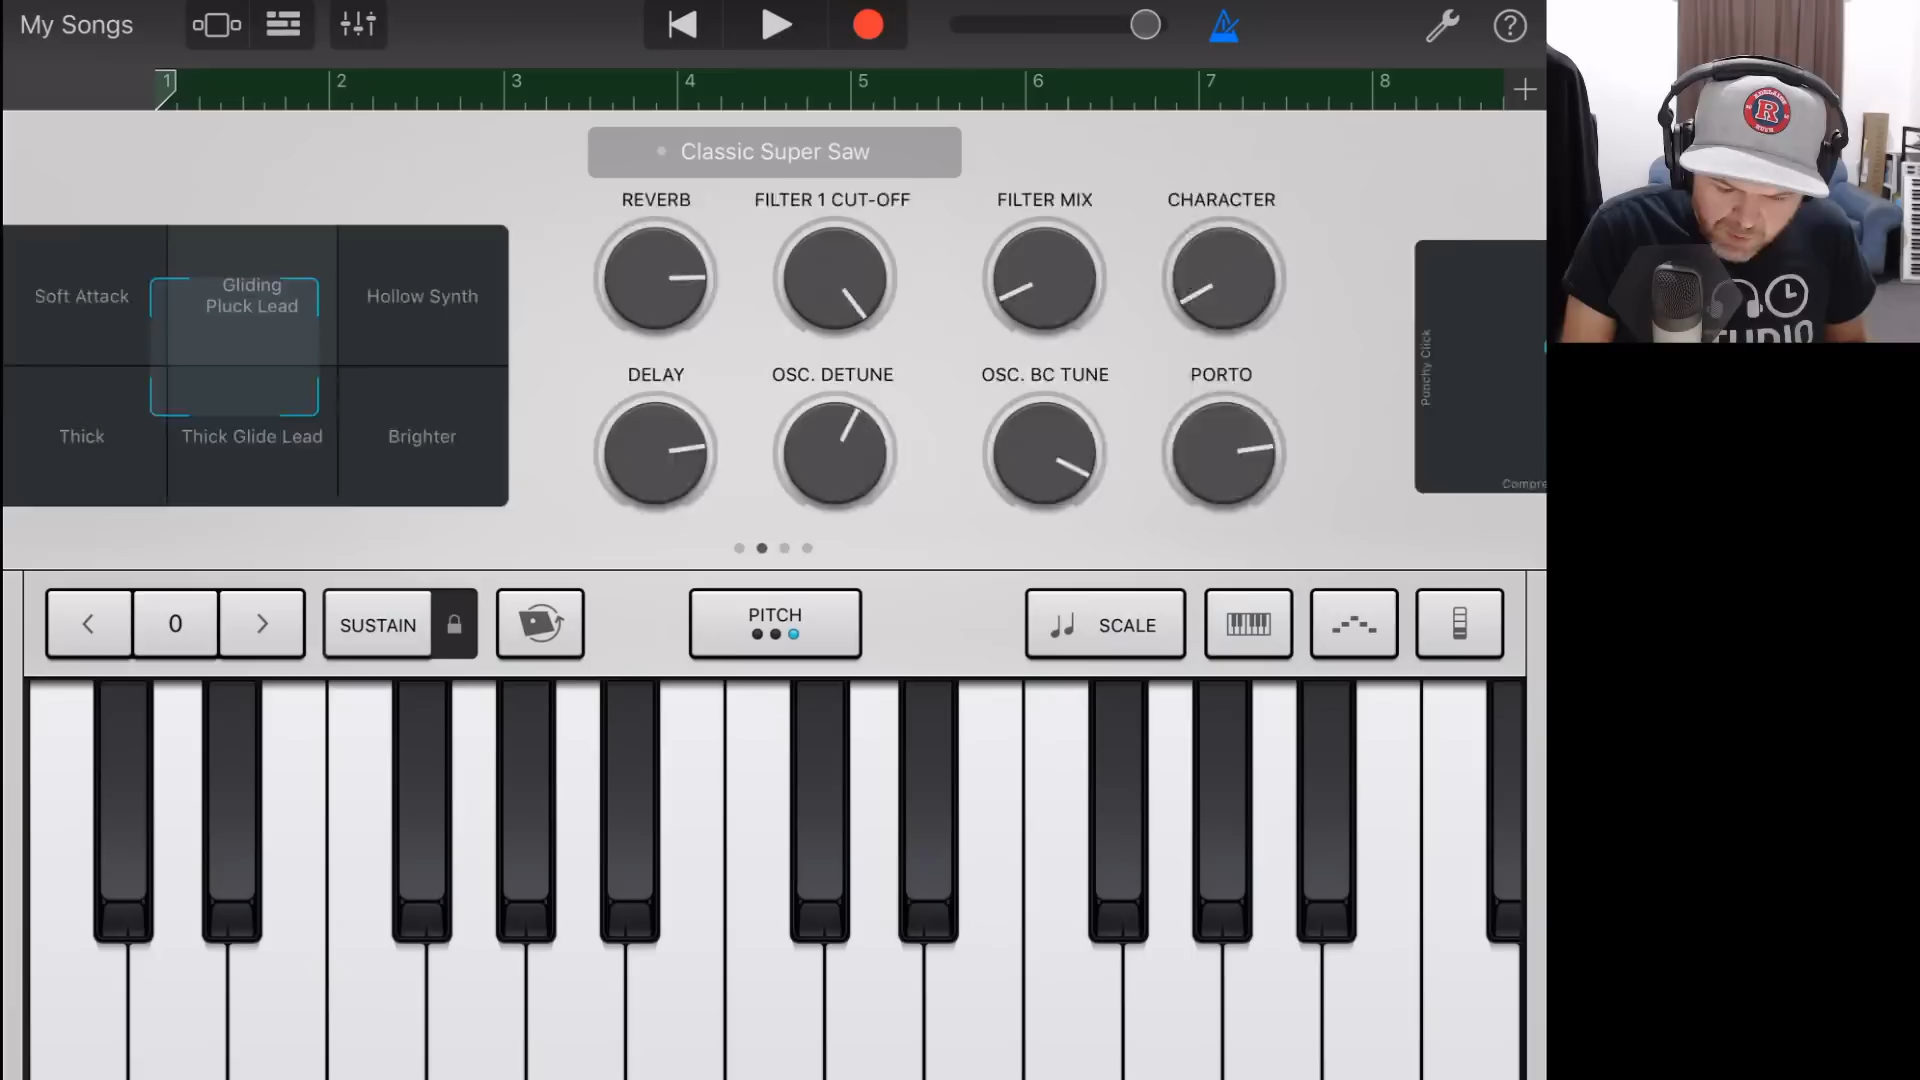 My Songs
1 2 3 4 5 6 7 8
Classic Super Saw
REVERB FILTER 1 CUT-OFF FILTER MIX CHARACTER
Soft Attack
Gliding
Pluck Lead
Hollow Synth
Punchy Click
DELAY OSC. DETUNE OSC. BC TUNE PORTO
Thick Thick Glide Lead Brighter
Compre
0 SUSTAIN PITCH SCALE
R